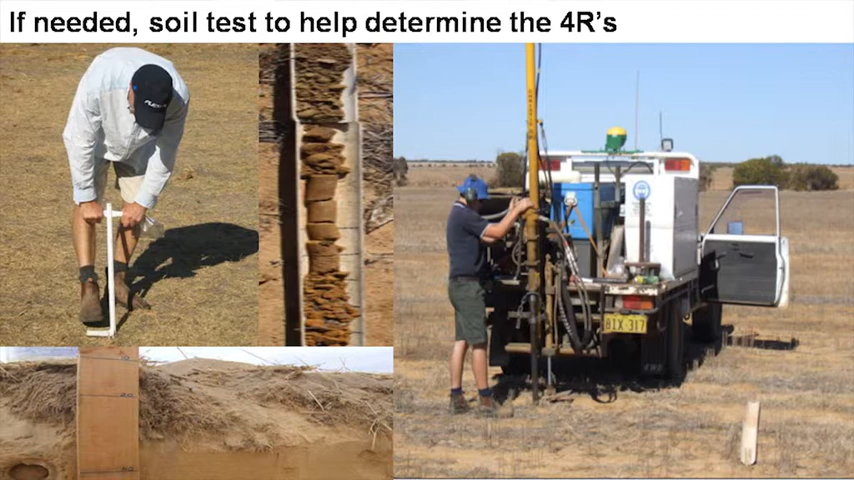 If needed, soil test to help determine the 4R's
BIX·317